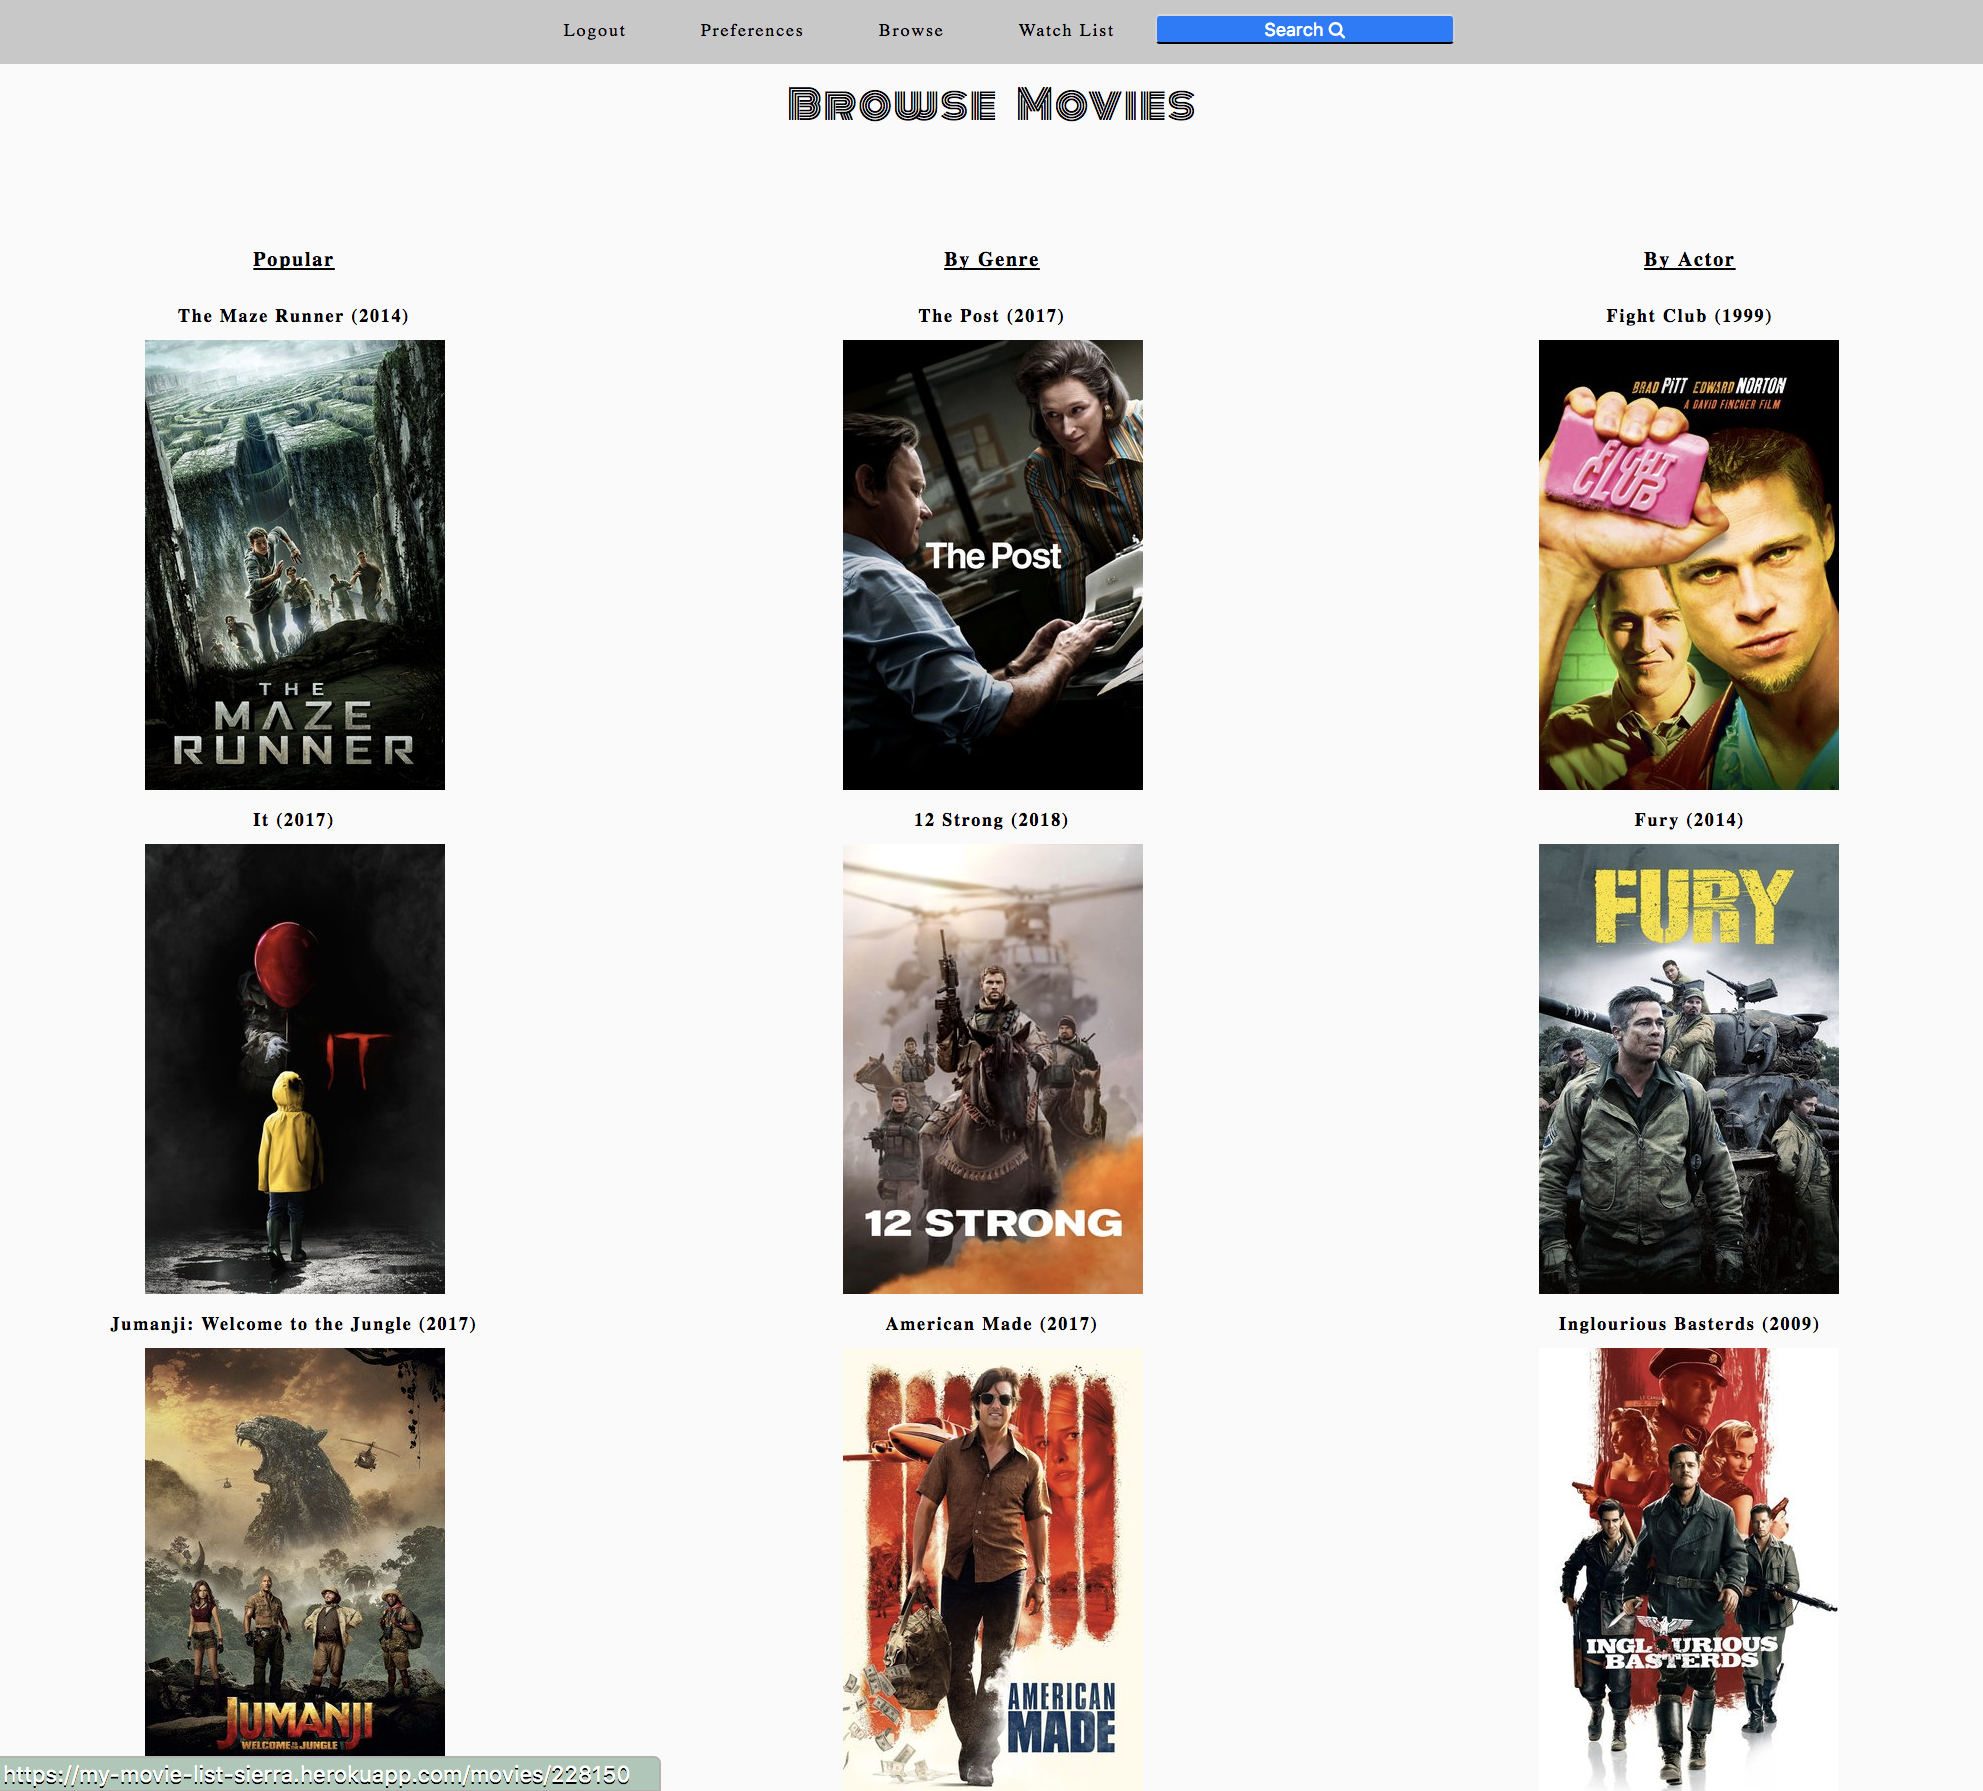 Logout Preferences Browse Watch List Search
Browse Movies
Popular
The Maze Runner (2014)
THE
MAZE
RUNNER
It (2017)
IT
Jumanji: Welcome to the Jungle (2017)
JUMANJI
WELCOME TO THE JUNGLE
By Genre
The Post (2017)
The Post
12 Strong (2018)
12 STRONG
American Made (2017)
AMERICAN
MADE
By Actor
Fight Club (1999)
BRAD PITT EDWARD NORTON
A DAVID FINCHER FILM
FIGHT
CLUB
Fury (2014)
FURY
FURY
Inglourious Basterds (2009)
INGLOURIOUS
BASTERDS
https://my-movie-list-sierra.herokuapp.com/movies/228150